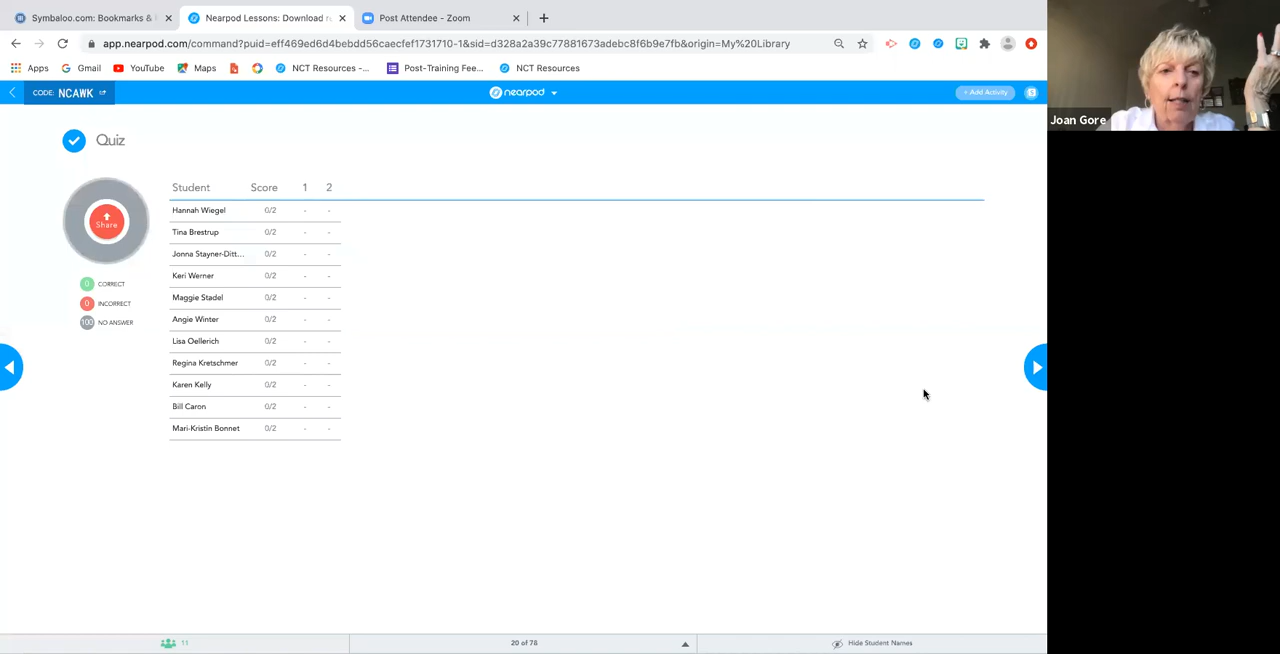 Symbaloo.com: Bookmarks &
Nearpod Lessons: Download r
Post Attendee - Zoom
app.nearpod.com/command?puid=eff469ed6d4bebdd56caecfef1731710-1&sid=d328a2a39c77881673adebc8f6b9e7fb&origin=My%20Library
Apps Gmail YouTube Maps NCT Resources -... Post-Training Fee... NCT Resources
CODE: NCAWK nearpod + Add Activity
Joan Gore
Quiz
Student Score 1 2
Share
Hannah Wiegel 0/2 - -
Tina Brestrup 0/2 - -
Jonna Stayner-Ditt... 0/2 - -
Keri Werner 0/2 - -
Maggie Stadel 0/2 - -
Angie Winter 0/2 - -
Lisa Oellerich 0/2 - -
Regina Kretschmer 0/2 - -
Karen Kelly 0/2 - -
Bill Caron 0/2 - -
Mari-Kristin Bonnet 0/2 - -
0 CORRECT
0 INCORRECT
100 NO ANSWER
11 20 of 78 Hide Student Names